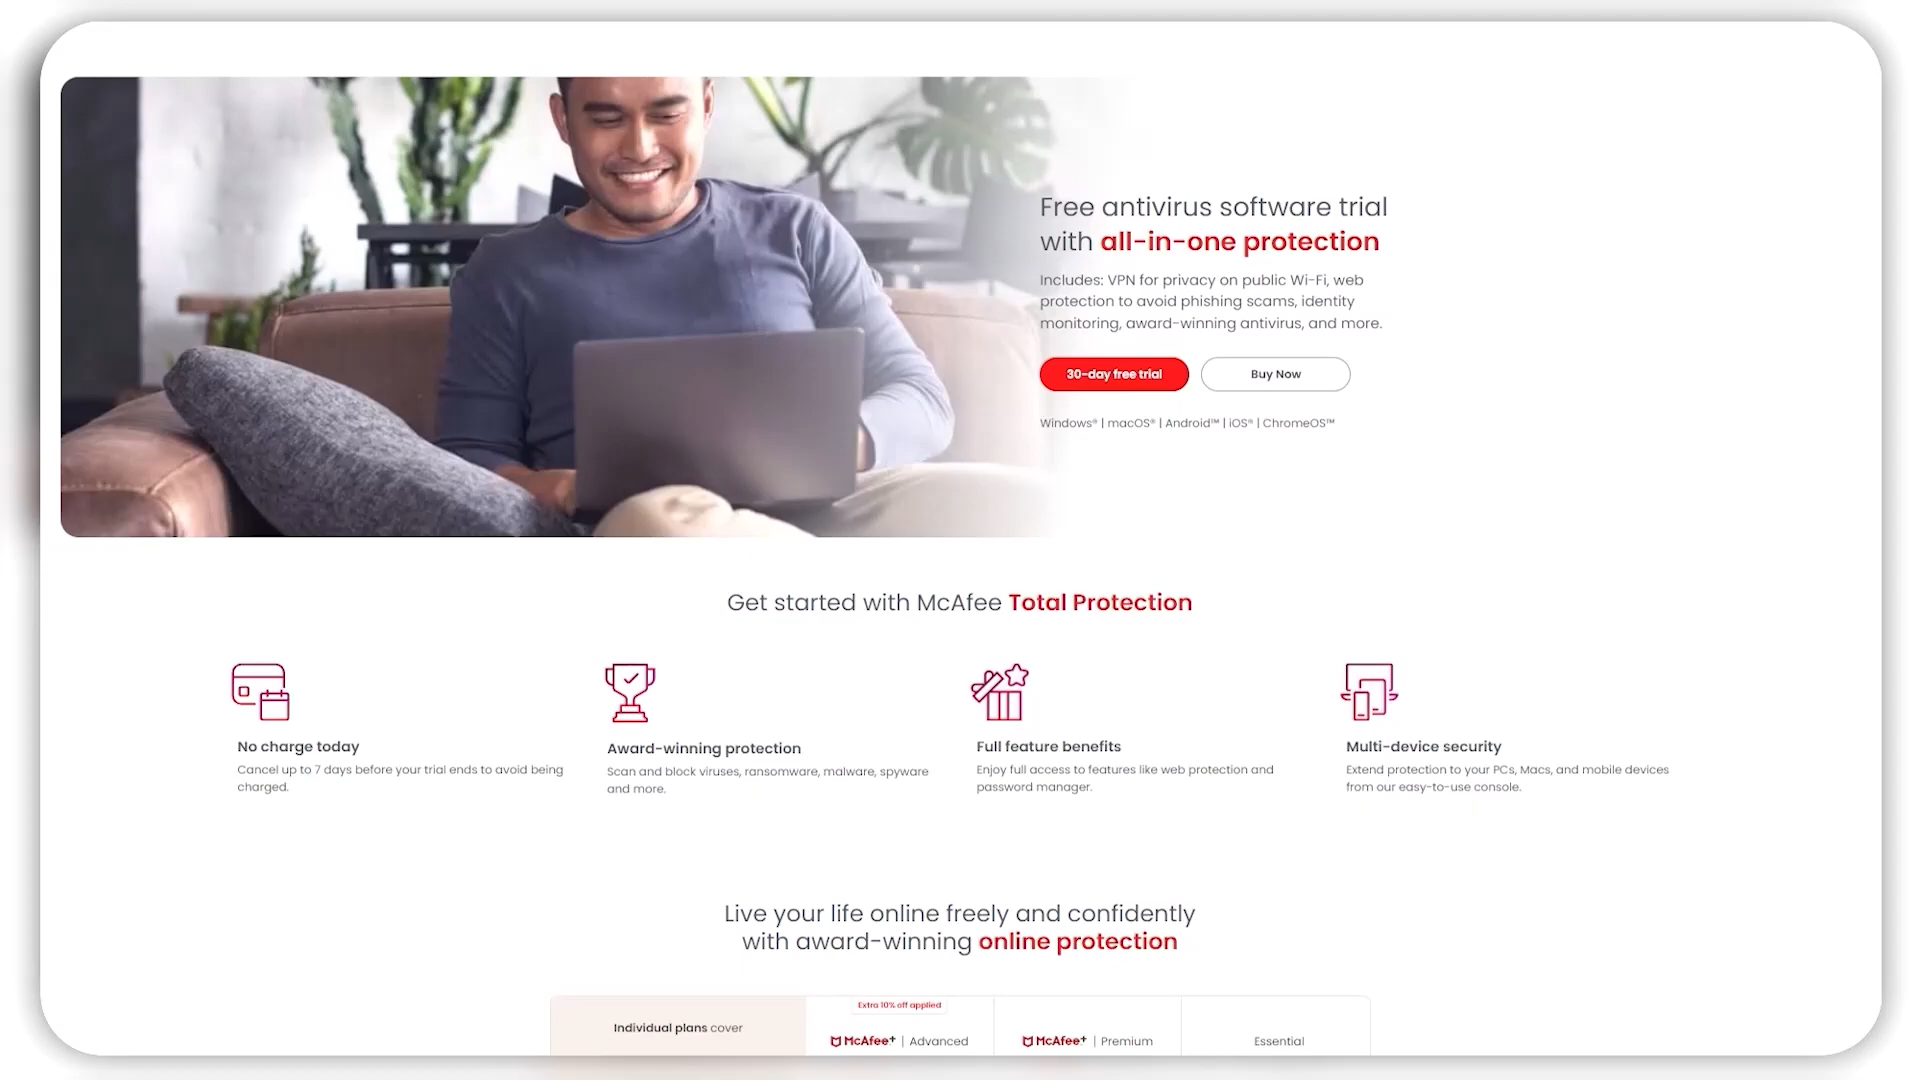 Free antivirus software trial
with all-in-one protection
Includes: VPN for privacy on public Wi-Fi, web
protection to avoid phishing scams, identity
monitoring, award-winning antivirus, and more.
30-day free trial
Buy Now
Windows® | macOS® | Android™ | iOS® | ChromeOS™
Get started with McAfee Total Protection
No charge today
Cancel up to 7 days before your trial ends to avoid being
charged.
Award-winning protection
Scan and block viruses, ransomware, malware, spyware
and more.
Full feature benefits
Enjoy full access to features like web protection and
password manager.
Multi-device security
Extend protection to your PCs, Macs, and mobile devices
from our easy-to-use console.
Live your life online freely and confidently
with award-winning online protection
Extra 10% off applied
Individual plans cover
McAfee+ | Advanced
McAfee+ | Premium
Essential